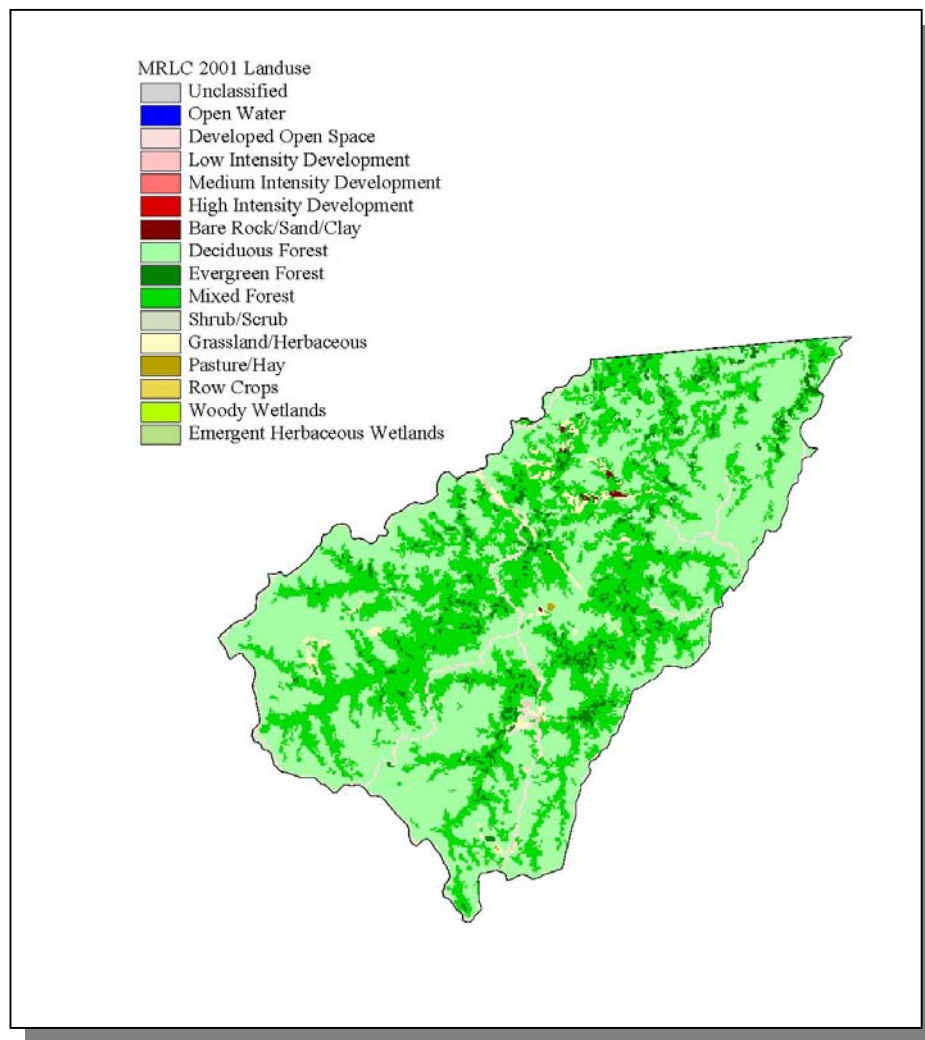 MRLC 2001 Landuse
Unclassified
Open Water
Developed Open Space
Low Intensity Development
Medium Intensity Development
High Intensity Development
Bare Rock/Sand/Clay
Deciduous Forest
Evergreen Forest
Mixed Forest
Shrub/Scrub
Grassland/Herbaceous
Pasture/Hay
Row Crops
Woody Wetlands
Emergent Herbaceous Wetlands